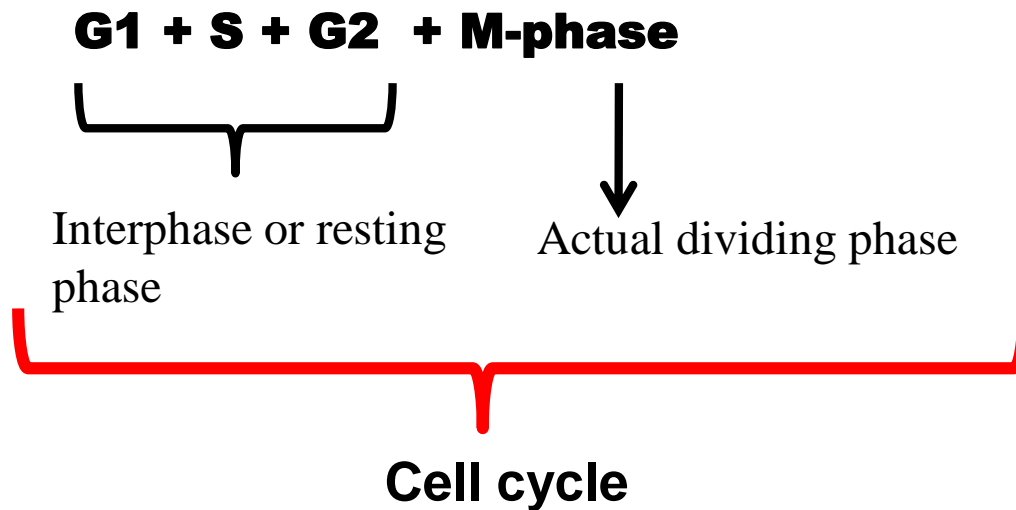 G1 + S + G2 + M-phase
Interphase or resting
phase
Actual dividing phase
Cell cycle